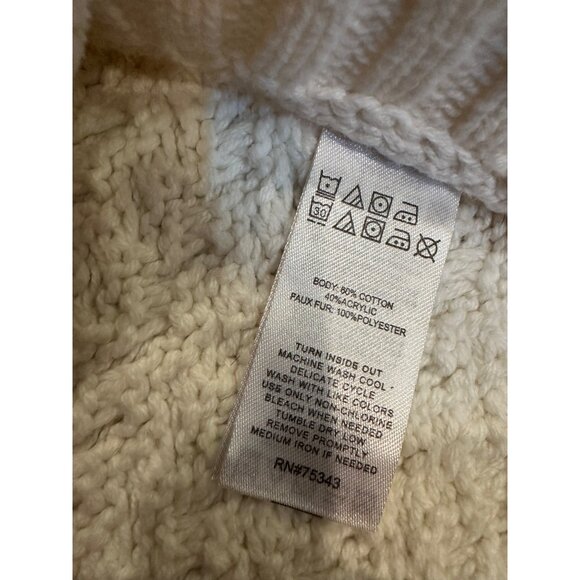 30
BODY: 60% COTTON
40%ACRYLIC
FAUX FUR: 100%POLYESTER
TURN INSIDE OUT
MACHINE WASH COOL -
DELICATE CYCLE
WASH WITH LIKE COLORS
USE ONLY NON-CHLORINE
BLEACH WHEN NEEDED
TUMBLE DRY LOW
REMOVE PROMPTLY
MEDIUM IRON IF NEEDED
RN#75343